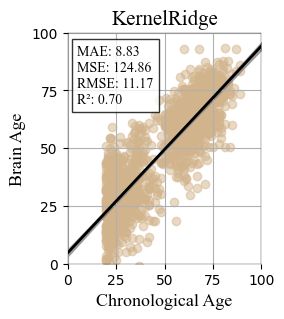 KernelRidge
MAE: 8.83
MSE: 124.86
RMSE: 11.17
R²: 0.70
100
75
50
25
0
Brain Age
0 25 50 75 100
Chronological Age